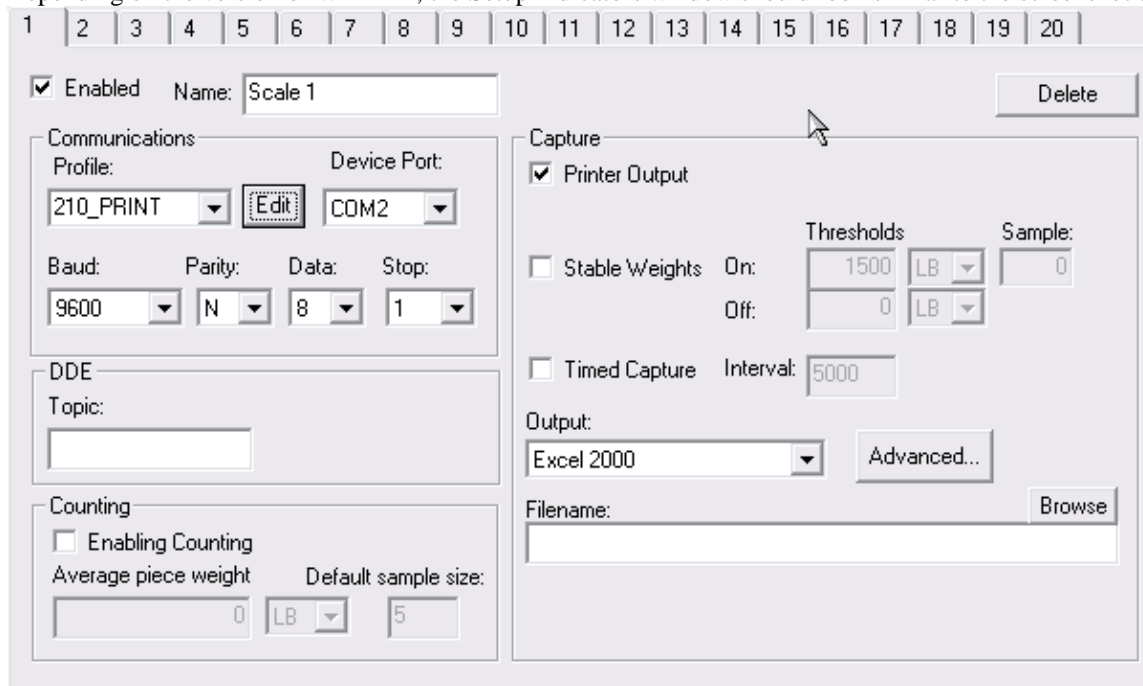 1 2 3 4 5 6 7 8 9 10 11 12 13 14 15 16 17 18 19 20
Enabled Name: Scale 1 Delete
Communications
Profile: Device Port:
210_PRINT Edit COM2
Baud: Parity: Data: Stop:
9600 N 8 1
DDE
Topic:
Counting
Enabling Counting
Average piece weight Default sample size:
0 LB 5
Capture
Printer Output
Thresholds Sample:
Stable Weights On: 1500 LB 0
Off: 0 LB
Timed Capture Interval: 5000
Output:
Excel 2000 Advanced...
Filename: Browse